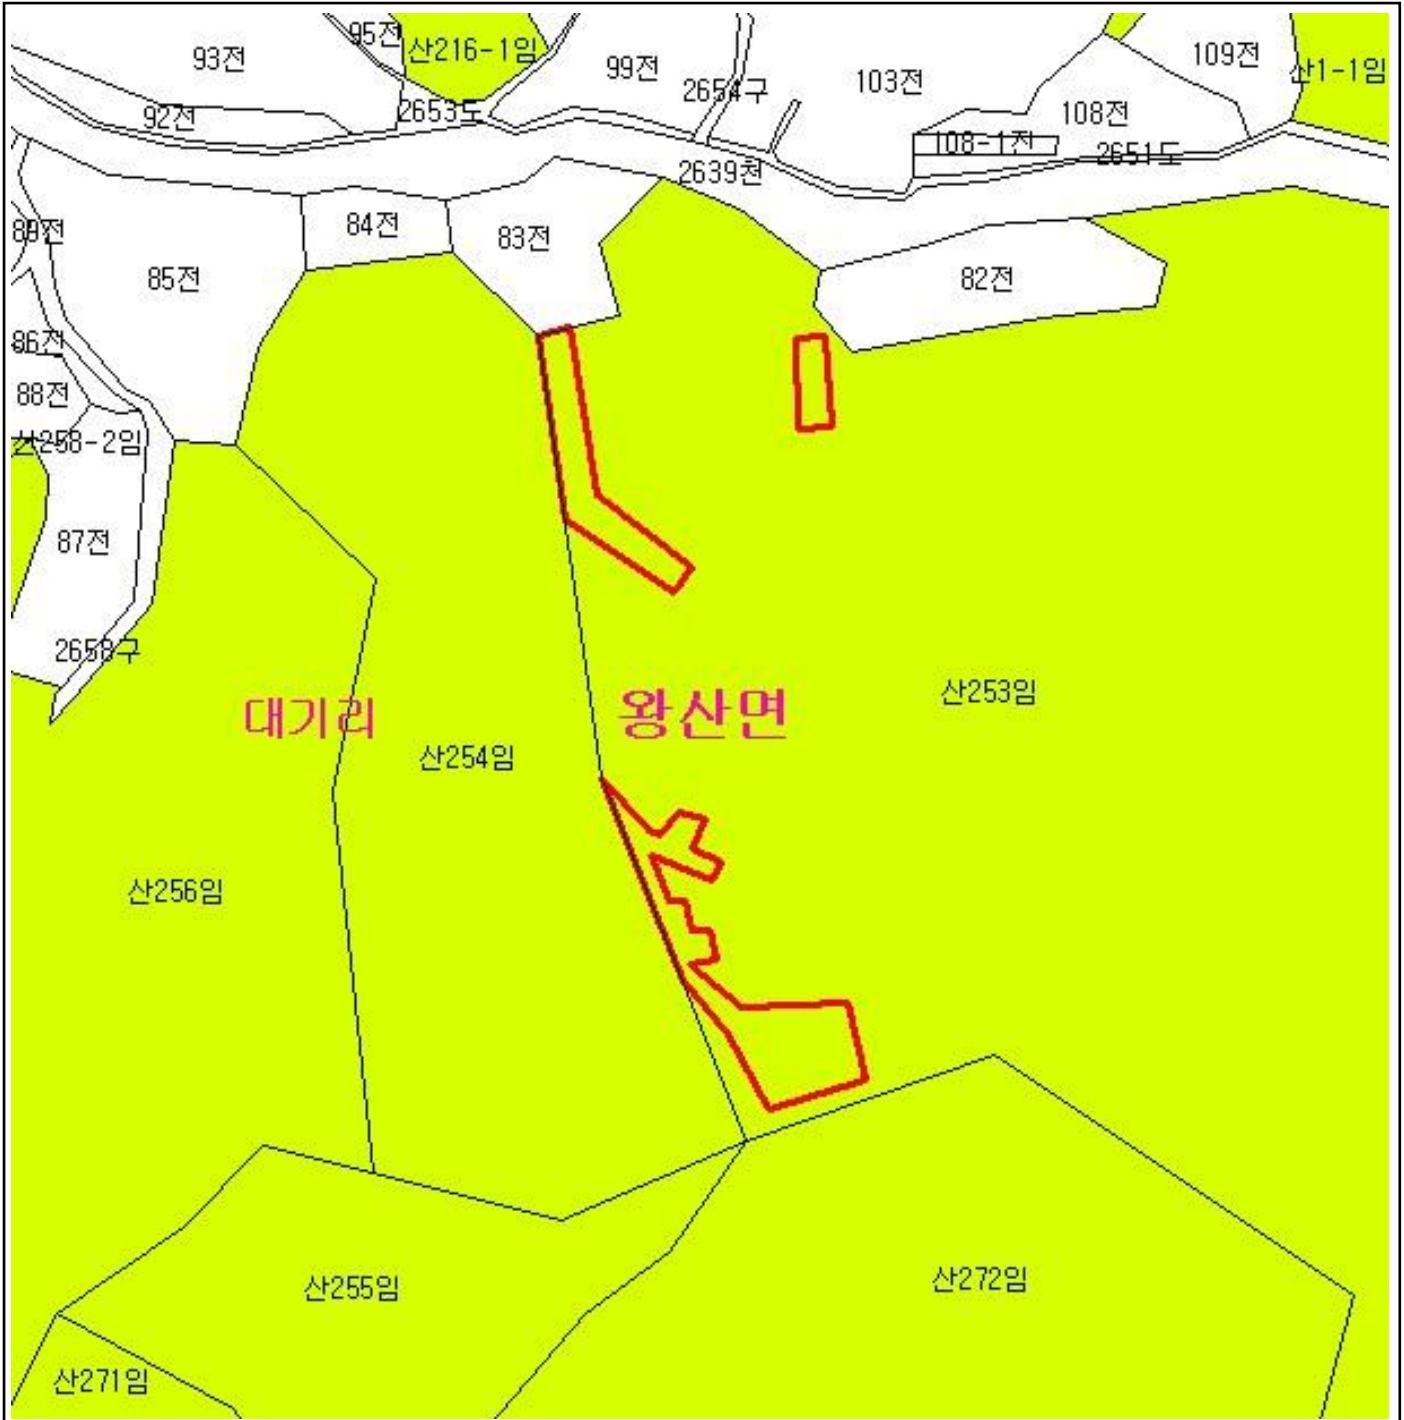 95전
산216-1임
93전
99전
109전
산1-1임
103전
2654구
92전
2653도
108전
108-1전
2651도
2639천
89전
84전
83전
85전
82전
86전
88전
산258-2임
87전
2658구
산253임
대기리
왕산면
산254임
산256임
산255임
산272임
산271임